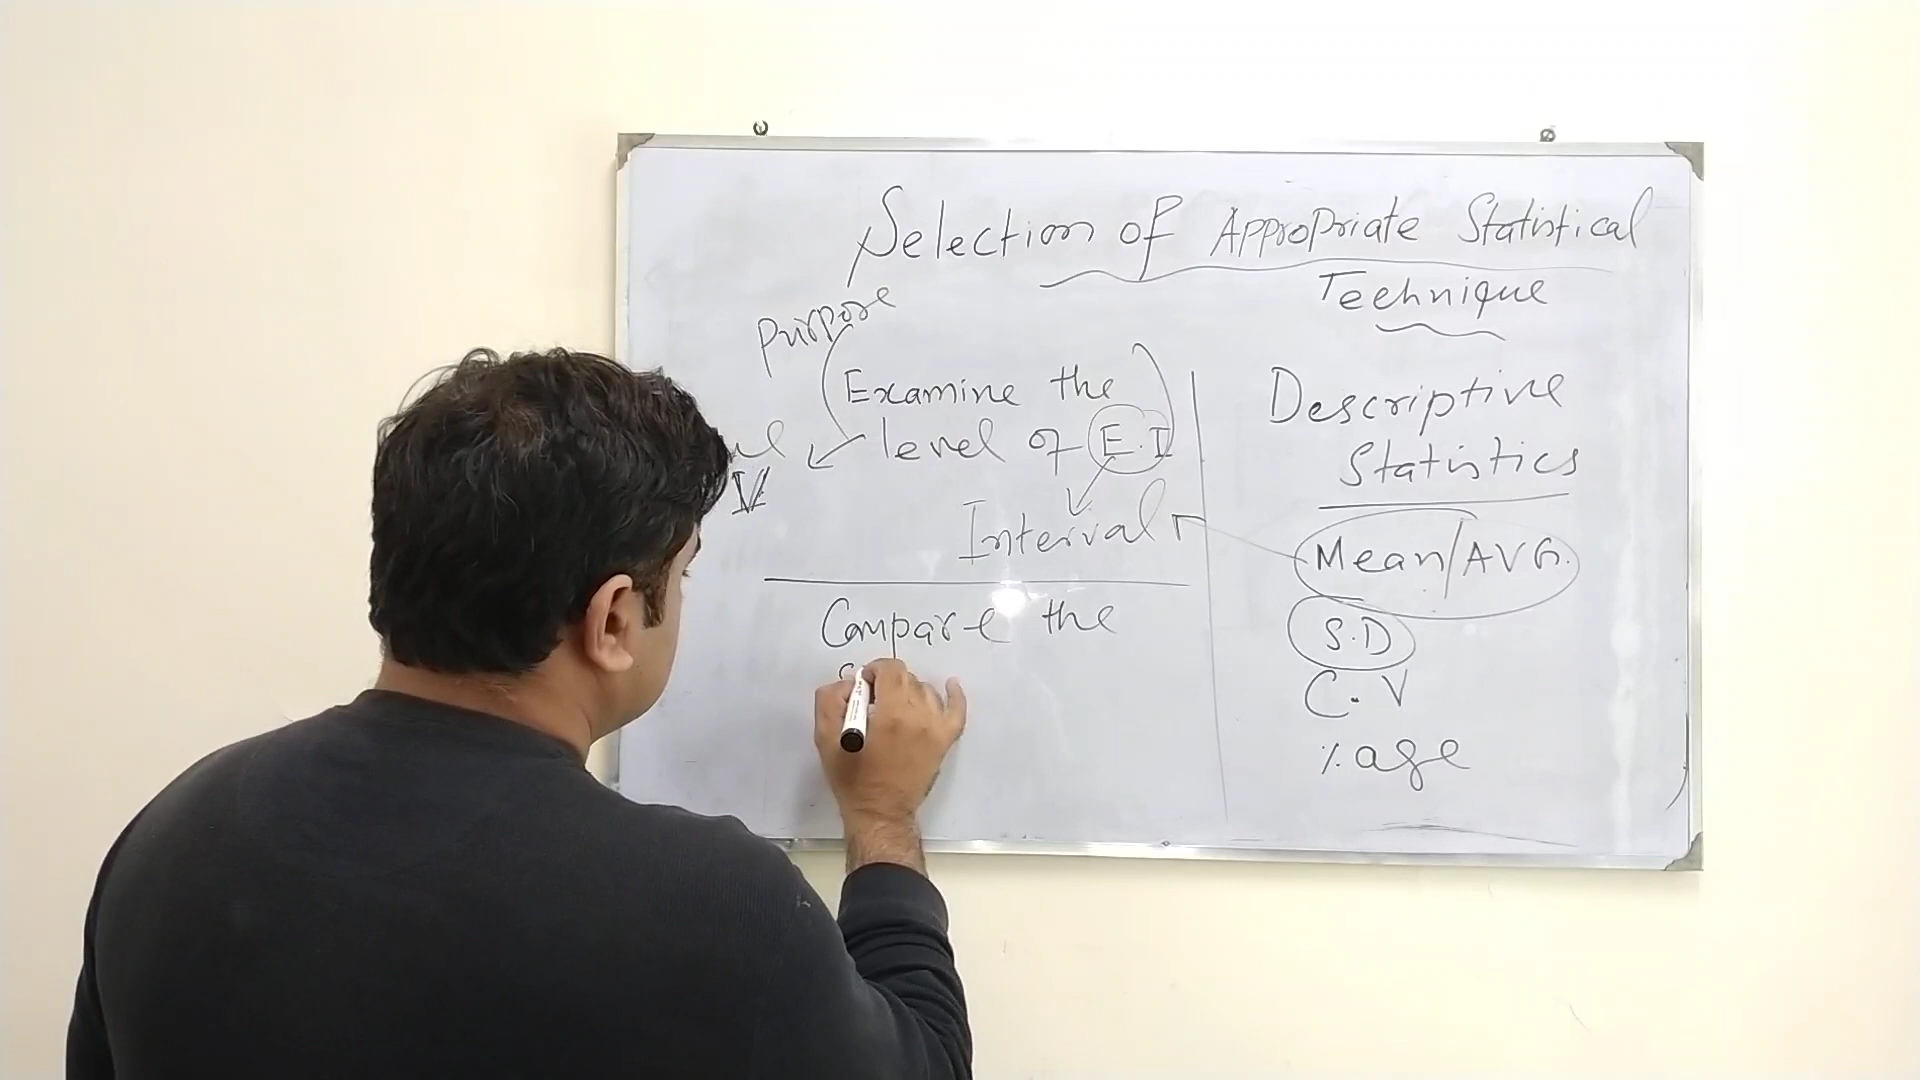 Selection of Appropriate Statistical
Technique
Purpose
Examine the
level of E.I
Interval
Compare the
Descriptive
Statistics
Mean/AVG.
S.D
C.V
%age